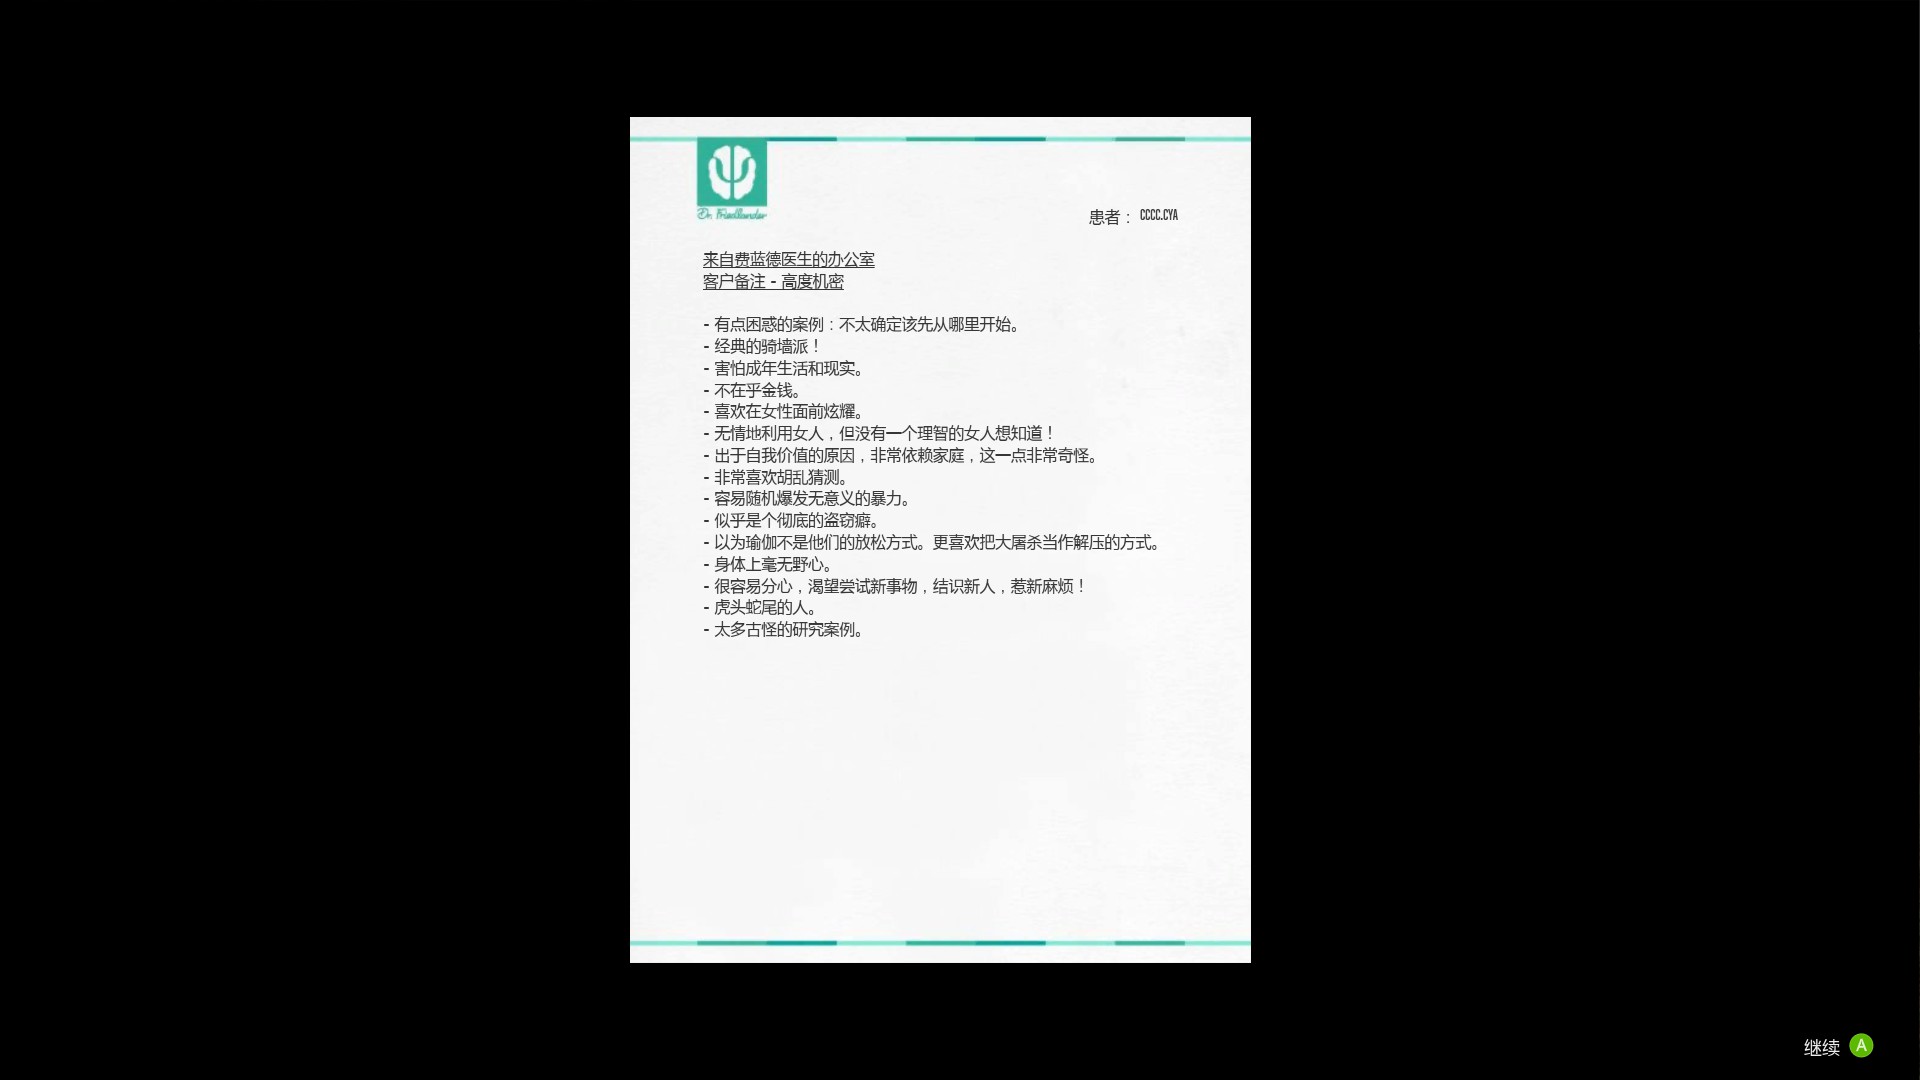 Dr. Friedlander
患者： CCCC.CYA
来自费蓝德医生的办公室
客户备注 - 高度机密
- 有点困惑的案例：不太确定该先从哪里开始。
- 经典的骑墙派！
- 害怕成年生活和现实。
- 不在乎金钱。
- 喜欢在女性面前炫耀。
- 无情地利用女人，但没有一个理智的女人想知道！
- 出于自我价值的原因，非常依赖家庭，这一点非常奇怪。
- 非常喜欢胡乱猜测。
- 容易随机爆发无意义的暴力。
- 似乎是个彻底的盗窃癖。
- 以为瑜伽不是他们的放松方式。更喜欢把大屠杀当作解压的方式。
- 身体上毫无野心。
- 很容易分心，渴望尝试新事物，结识新人，惹新麻烦！
- 虎头蛇尾的人。
- 太多古怪的研究案例。
继续 A